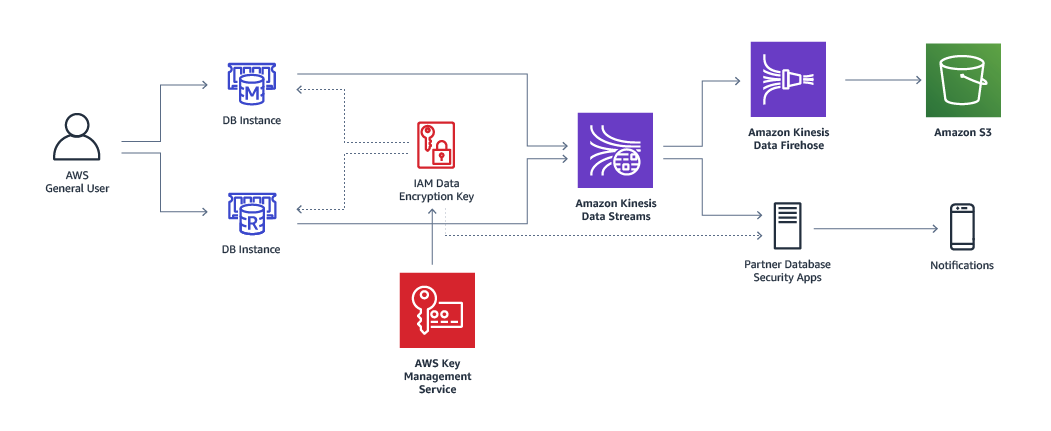 M
DB Instance
AWS
General User
R
DB Instance
IAM Data
Encryption Key
AWS Key
Management
Service
Amazon Kinesis
Data Streams
Amazon Kinesis
Data Firehose
Amazon S3
Partner Database
Security Apps
Notifications